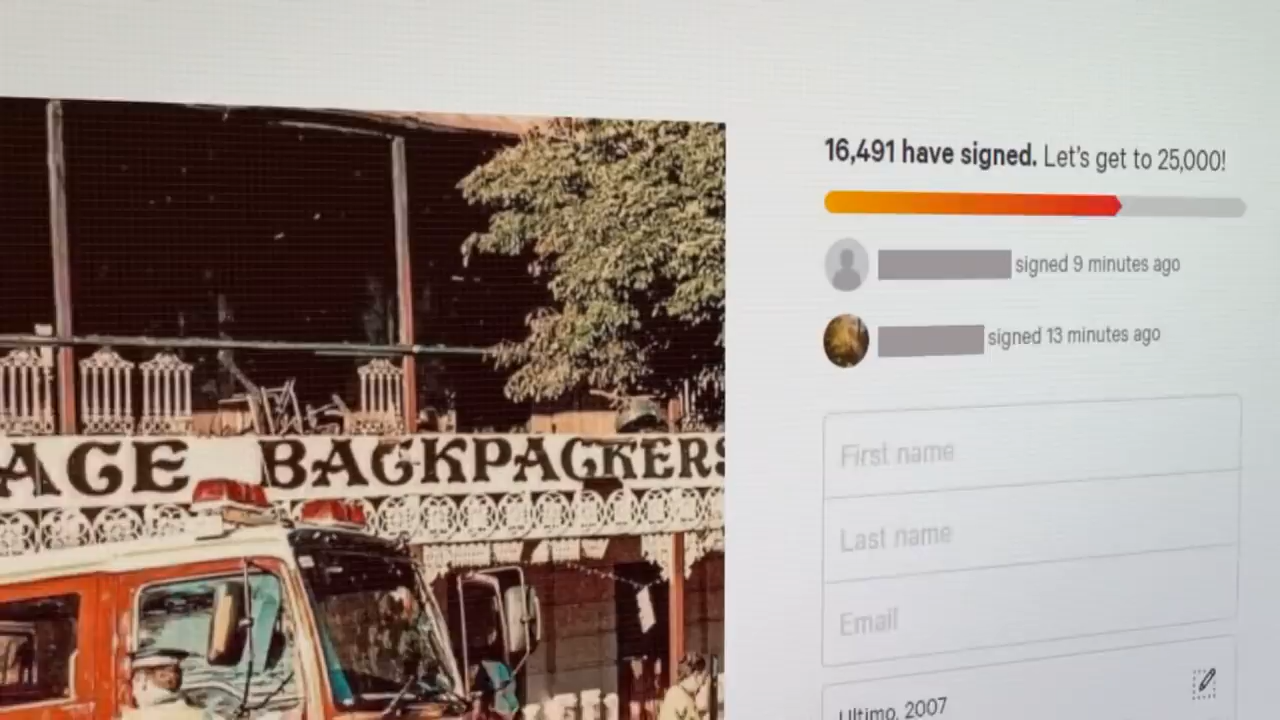 16,491 have signed. Let's get to 25,000!
signed 9 minutes ago
signed 13 minutes ago
First name
Last name
Email
Ultimo, 2007
ACE BACKPACKERS